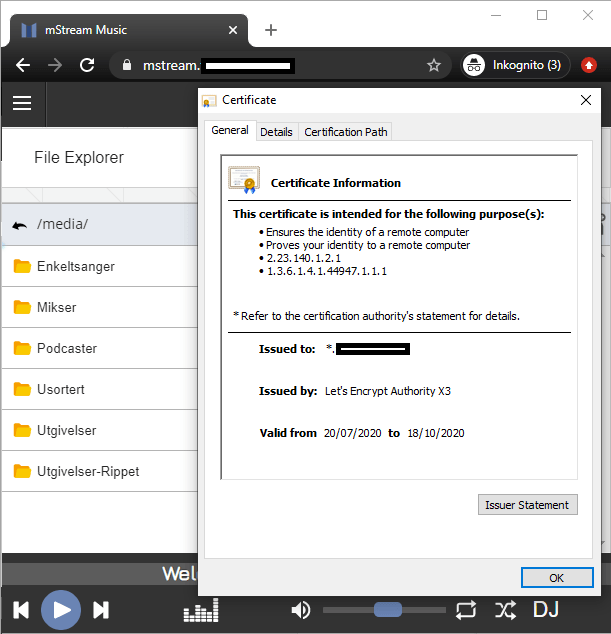 mStream Music
mstream.
Inkognito (3)
Certificate
General Details Certification Path
File Explorer
/media/
Enkeltsanger
Mikser
Podcaster
Usortert
Utgivelser
Utgivelser-Rippet
Certificate Information
This certificate is intended for the following purpose(s):
• Ensures the identity of a remote computer
• Proves your identity to a remote computer
• 2.23.140.1.2.1
• 1.3.6.1.4.1.44947.1.1.1
* Refer to the certification authority's statement for details.
Issued to: *.
Issued by: Let's Encrypt Authority X3
Valid from 20/07/2020 to 18/10/2020
Issuer Statement
OK
DJ